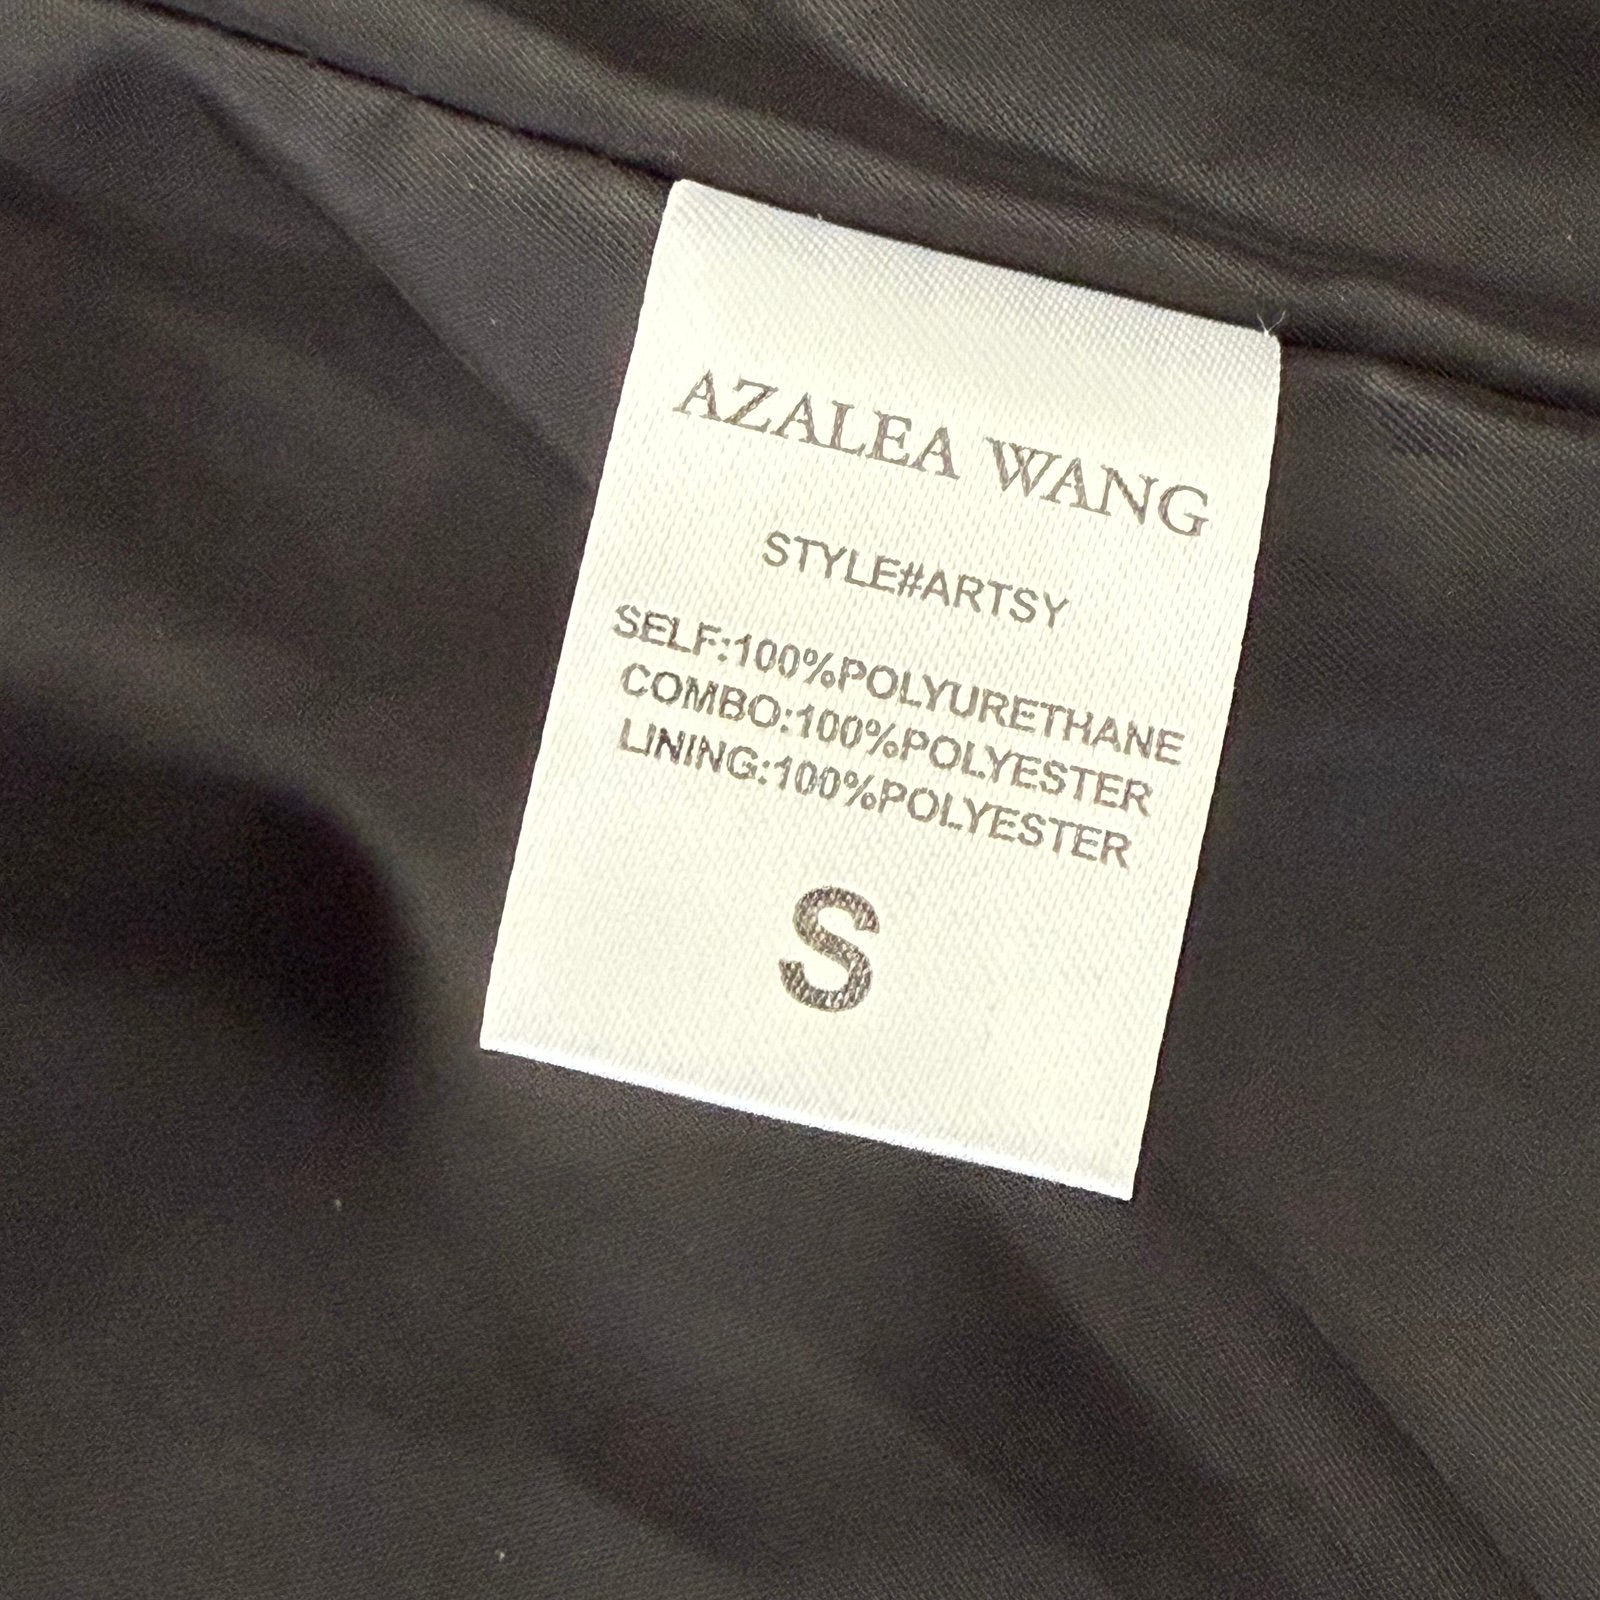 AZALEA WANG
STYLE#ARTSY
SELF:100%POLYURETHANE
COMBO:100%POLYESTER
LINING:100%POLYESTER
S